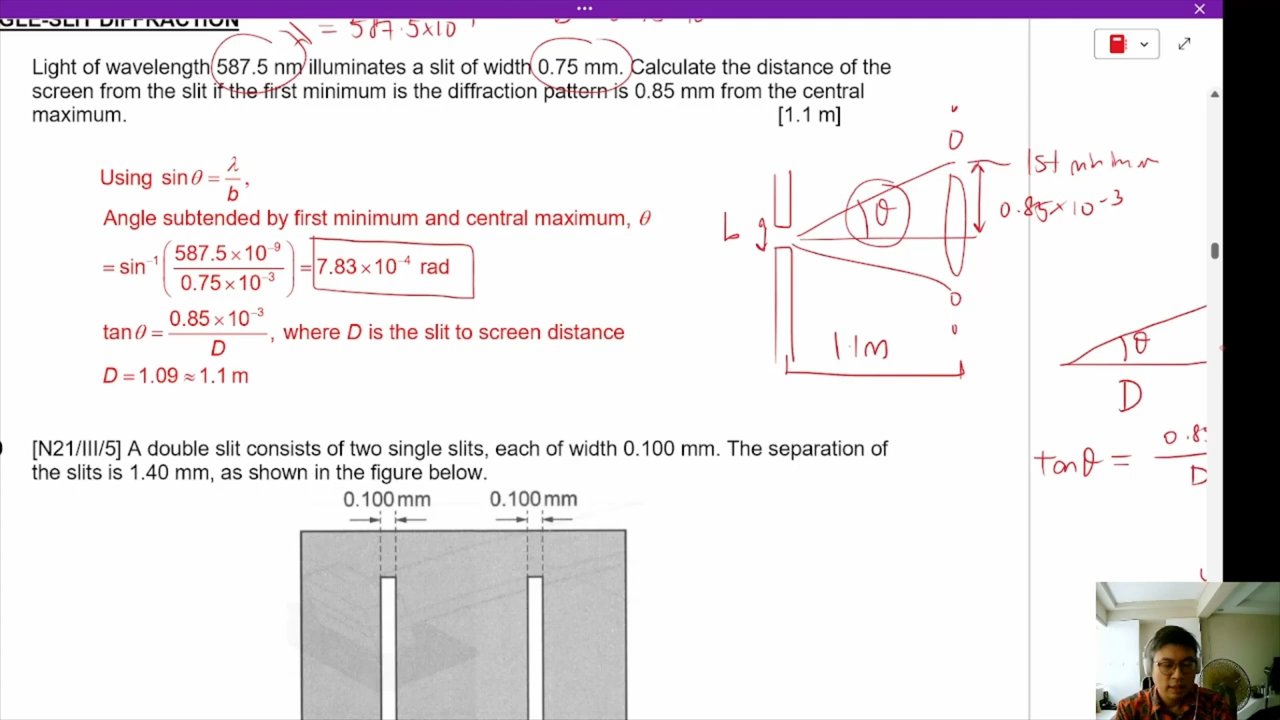 GLE-SLIT DIFFRACTION
λ = 587.5×10
Light of wavelength 587.5 nm illuminates a slit of width 0.75 mm. Calculate the distance of the
screen from the slit if the first minimum is the diffraction pattern is 0.85 mm from the central
maximum. [1.1 m]
Using sin θ = λ/b,
Angle subtended by first minimum and central maximum, θ
= sin⁻¹ (587.5×10⁻⁹ / 0.75×10⁻³) = 7.83×10⁻⁴ rad
tan θ = 0.85×10⁻³ / D, where D is the slit to screen distance
D = 1.09 ≈ 1.1 m
b
θ
1st
0.85×10⁻³
1.1m
θ
D
tanθ = 0.8 / D
[N21/III/5] A double slit consists of two single slits, each of width 0.100 mm. The separation of
the slits is 1.40 mm, as shown in the figure below.
0.100 mm 0.100 mm